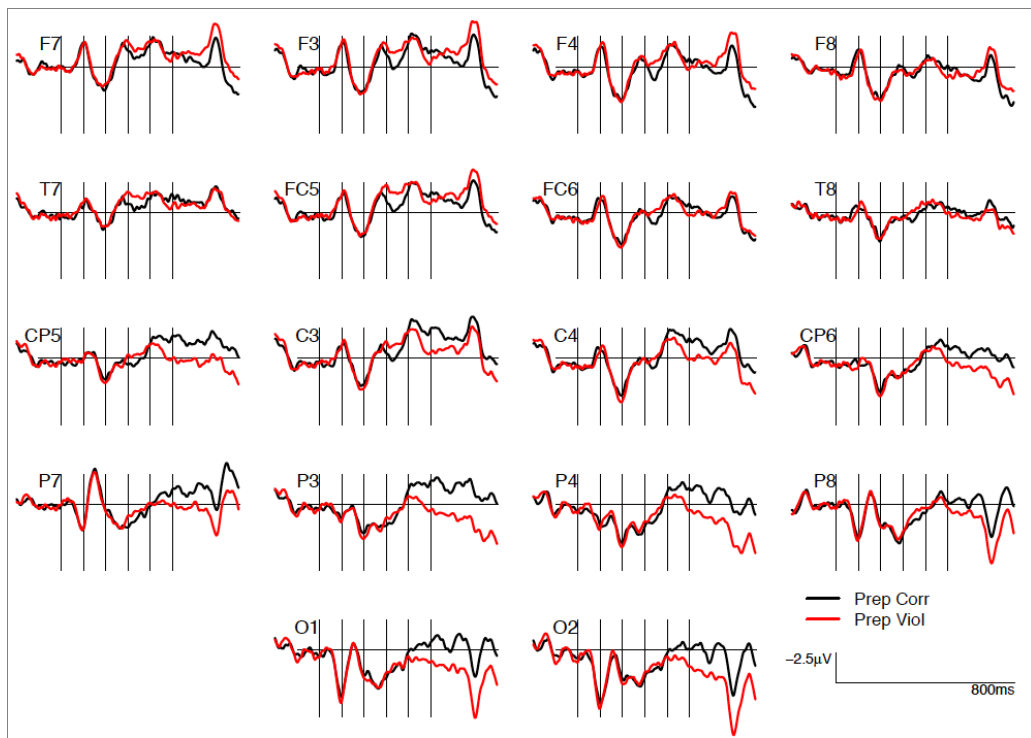 F7 F3 F4 F8
T7 FC5 FC6 T8
CP5 C3 C4 CP6
P7 P3 P4 P8
Prep Corr
Prep Viol
O1 O2
−2.5µV
800ms